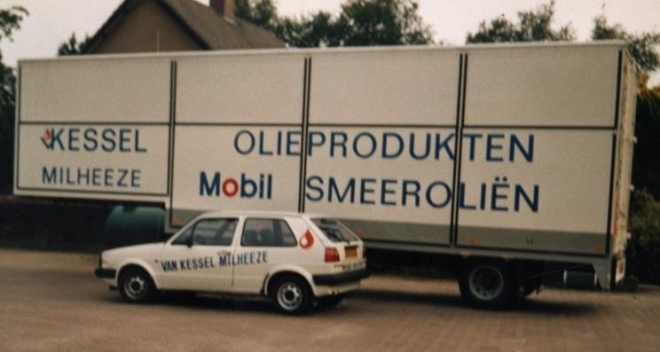 KESSEL
MILHEEZE
OLIEPRODUKTEN
Mobil SMEEROLIËN
VAN KESSEL MILHEEZE